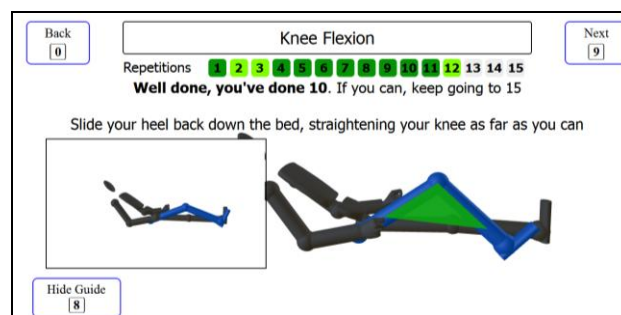 Back
0
Knee Flexion
Next
9
Repetitions 1 2 3 4 5 6 7 8 9 10 11 12 13 14 15
Well done, you've done 10. If you can, keep going to 15
Slide your heel back down the bed, straightening your knee as far as you can
Hide Guide
8